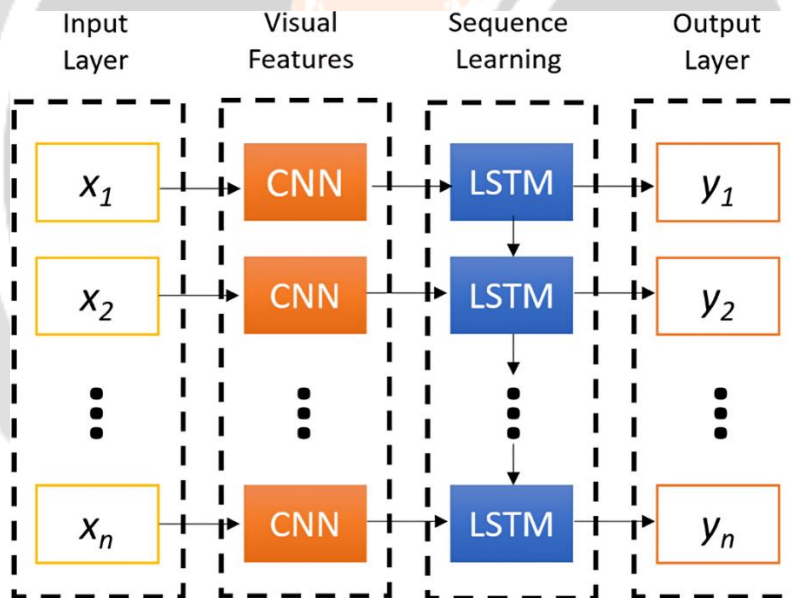 Input Layer
Visual Features
Sequence Learning
Output Layer
x1 CNN LSTM y1
x2 CNN LSTM y2
xn CNN LSTM yn